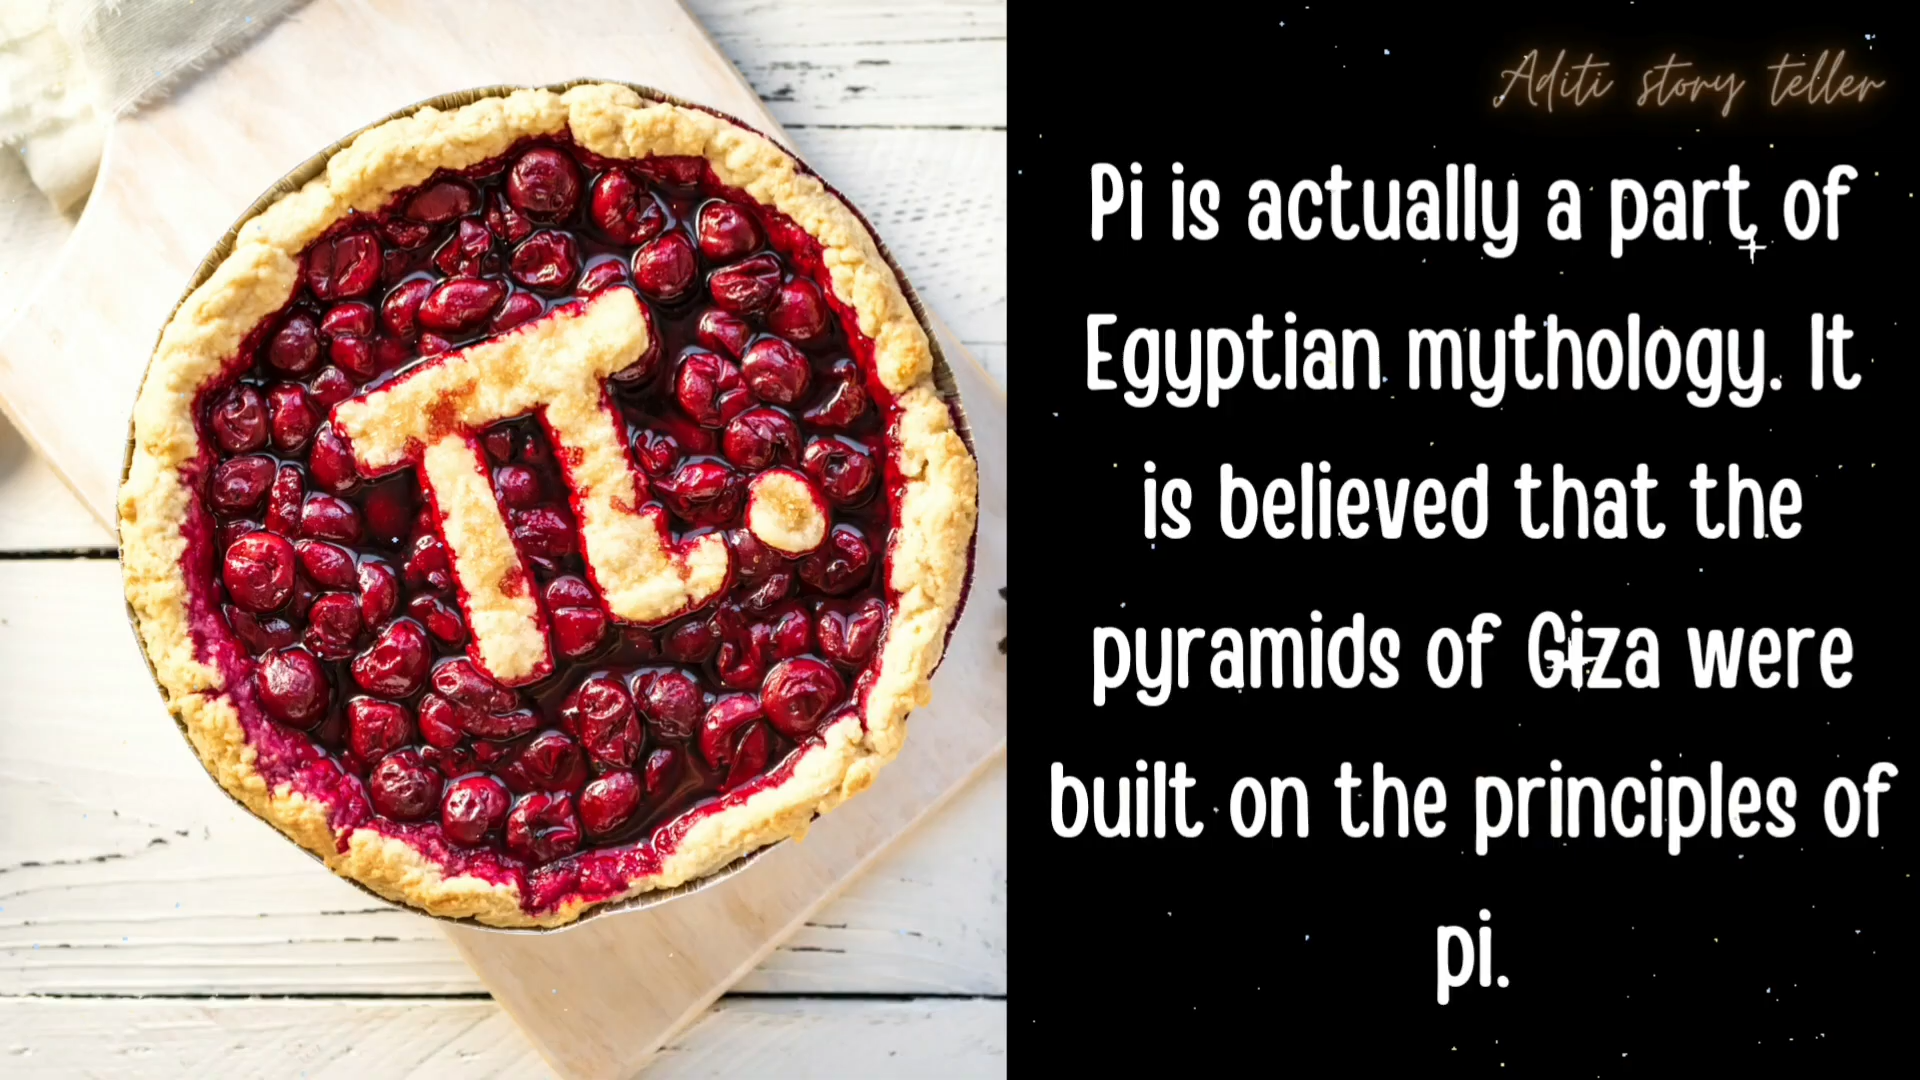 Aditi story teller
Pi is actually a part of
Egyptian mythology. It
is believed that the
pyramids of Giza were
built on the principles of
pi.
π.